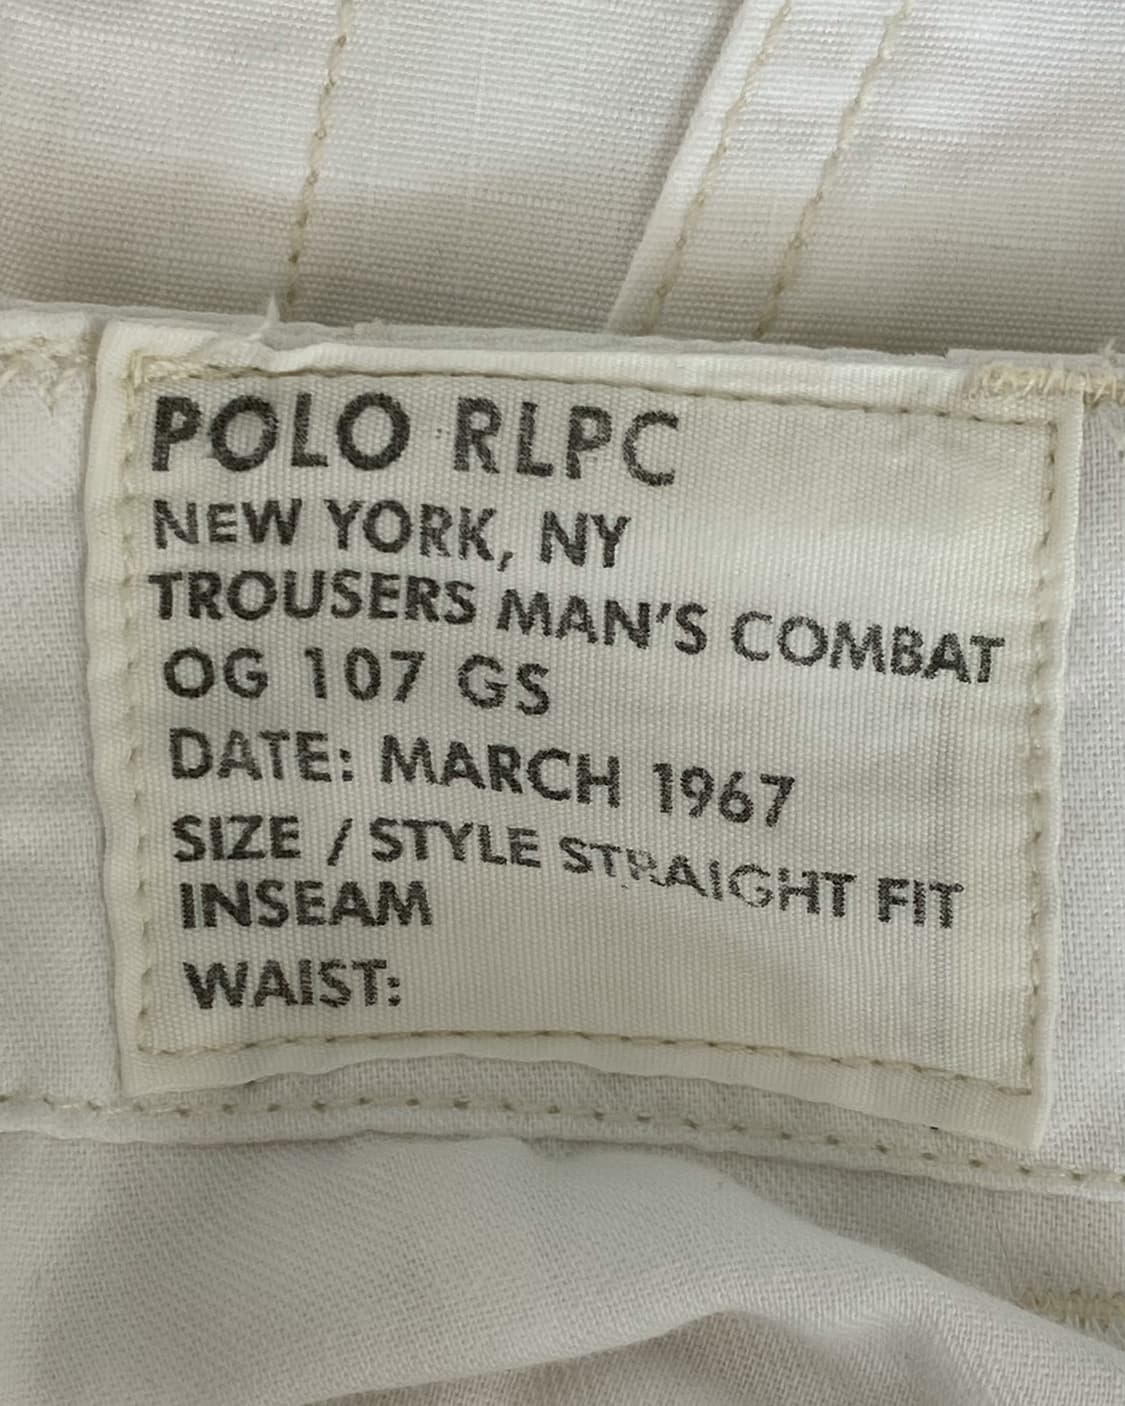 POLO RLPC
NEW YORK, NY
TROUSERS MAN'S COMBAT
OG 107 GS
DATE: MARCH 1967
SIZE / STYLE STRAIGHT FIT
INSEAM
WAIST: